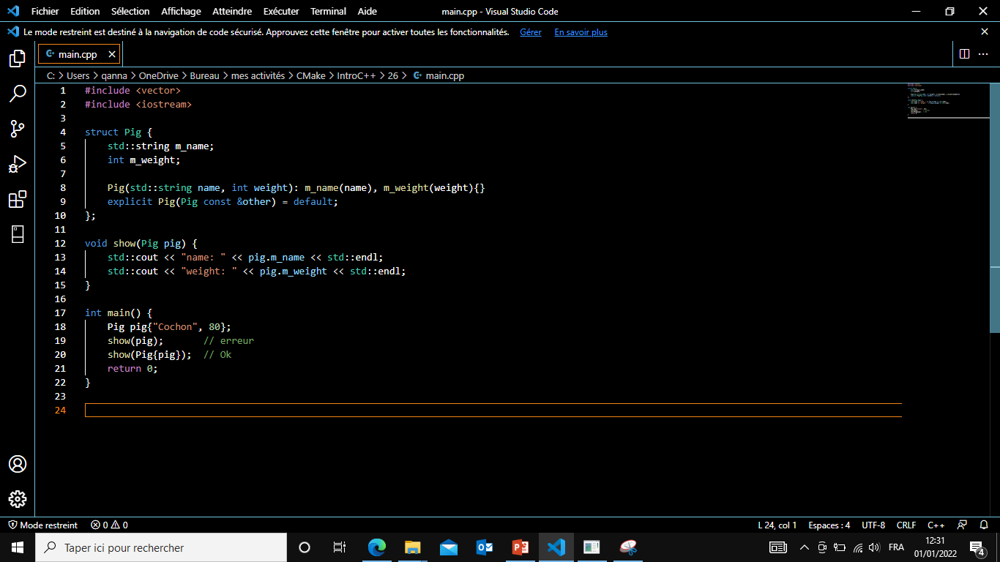 Fichier Edition Sélection Affichage Atteindre Exécuter Terminal Aide main.cpp - Visual Studio Code
Le mode restreint est destiné à la navigation de code sécurisé. Approuvez cette fenêtre pour activer toutes les fonctionnalités. Gérer En savoir plus
main.cpp
C: > Users > qanna > OneDrive > Bureau > mes activités > CMake > IntroC++ > 26 > main.cpp
1 #include <vector>
2 #include <iostream>
3
4 struct Pig {
5 std::string m_name;
6 int m_weight;
7
8 Pig(std::string name, int weight): m_name(name), m_weight(weight){}
9 explicit Pig(Pig const &other) = default;
10 };
11
12 void show(Pig pig) {
13 std::cout << "name: " << pig.m_name << std::endl;
14 std::cout << "weight: " << pig.m_weight << std::endl;
15 }
16
17 int main() {
18 Pig pig{"Cochon", 80};
19 show(pig); // erreur
20 show(Pig{pig}); // Ok
21 return 0;
22 }
23
24
Mode restreint 0 0 L 24, col 1 Espaces : 4 UTF-8 CRLF C++
Taper ici pour rechercher FRA 12:31
01/01/2022 4